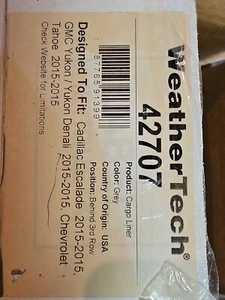 WeatherTech®
42707
Product: Cargo Liner
Color: Grey
Country of Origin: USA
Position: Behind 3rd Row
Designed To Fit: Cadillac Escalade 2015-2015,
GMC Yukon / Yukon Denali 2015-2015, Chevrolet
Tahoe 2015-2015
Check Website for Limitations